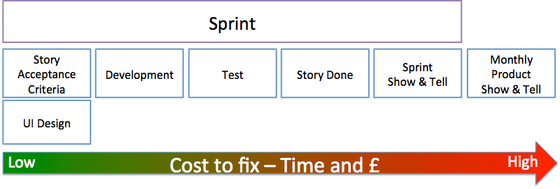 Sprint
Story
Acceptance
Criteria
Development
Test
Story Done
Sprint
Show & Tell
Monthly
Product
Show & Tell
UI Design
Low
Cost to fix – Time and £
High